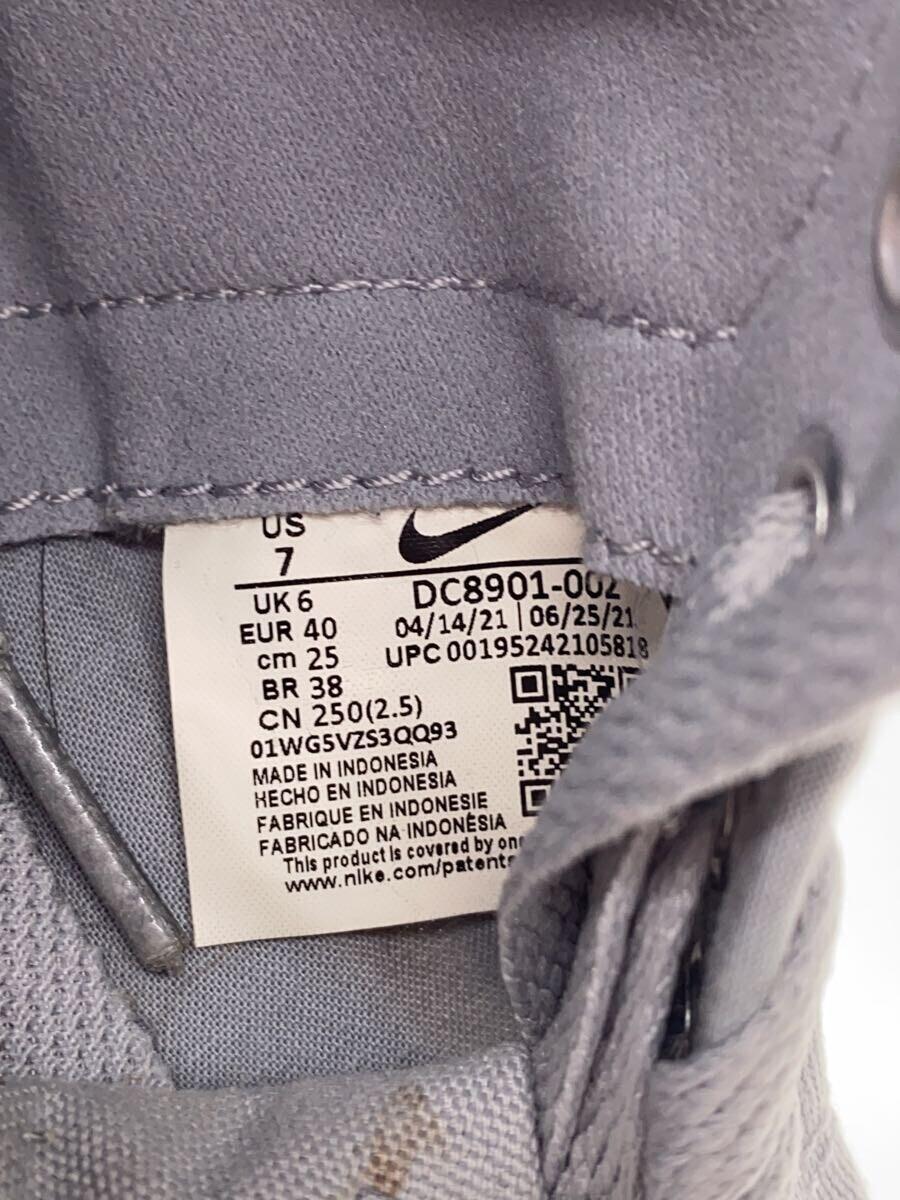 US
7
UK 6
EUR 40
cm 25
BR 38
CN 250(2.5)
DC8901-002
04/14/21 | 06/25/21
UPC 00195242105818
01WG5VZS3QQ93
MADE IN INDONESIA
HECHO EN INDONESIA
FABRIQUE EN INDONESIE
FABRICADO NA INDONÉSIA
This product is covered by
www.nike.com/patents